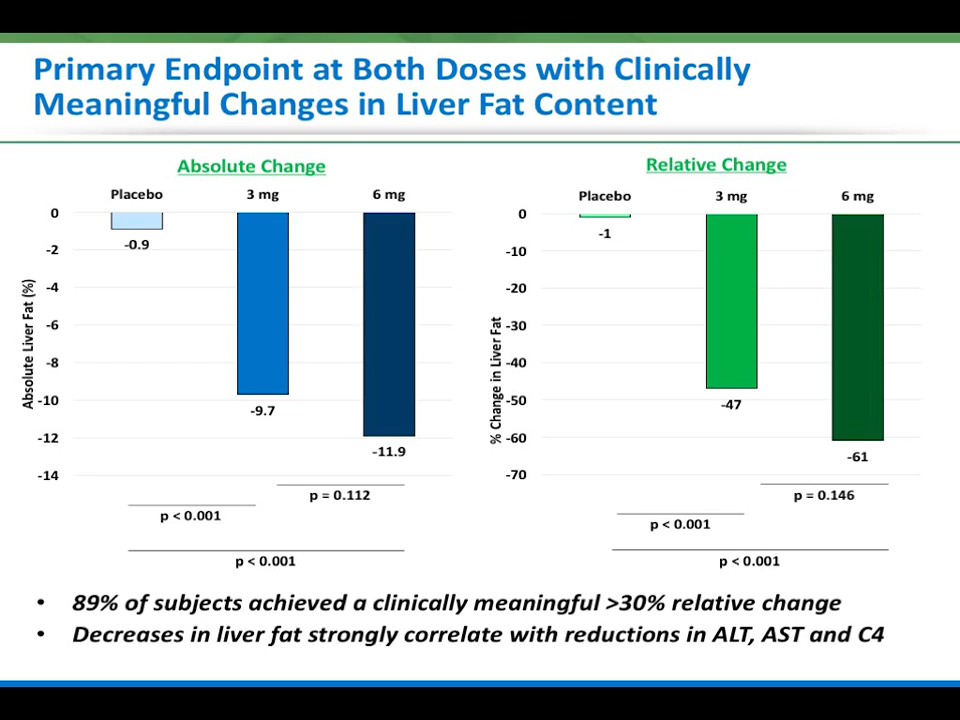 Primary Endpoint at Both Doses with Clinically
Meaningful Changes in Liver Fat Content
Absolute Change
Placebo 3 mg 6 mg
Absolute Liver Fat (%)
0
-2
-4
-6
-8
-10
-12
-14
-0.9
-9.7
-11.9
p = 0.112
p < 0.001
p < 0.001
Relative Change
Placebo 3 mg 6 mg
% Change in Liver Fat
0
-10
-20
-30
-40
-50
-60
-70
-1
-47
-61
p = 0.146
p < 0.001
p < 0.001
• 89% of subjects achieved a clinically meaningful >30% relative change
• Decreases in liver fat strongly correlate with reductions in ALT, AST and C4